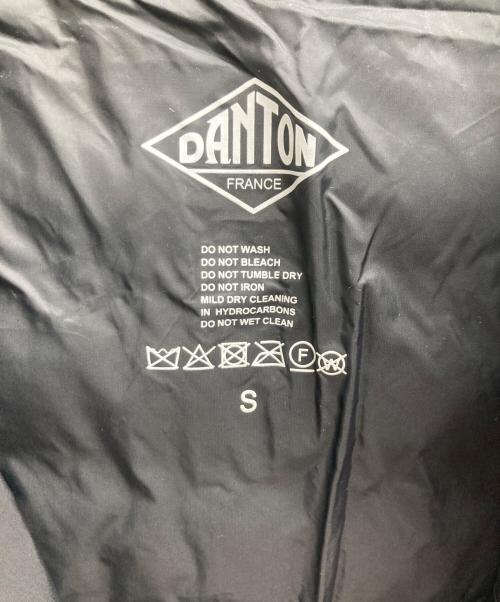 DANTON
FRANCE
DO NOT WASH
DO NOT BLEACH
DO NOT TUMBLE DRY
DO NOT IRON
MILD DRY CLEANING
IN HYDROCARBONS
DO NOT WET CLEAN
F W
S